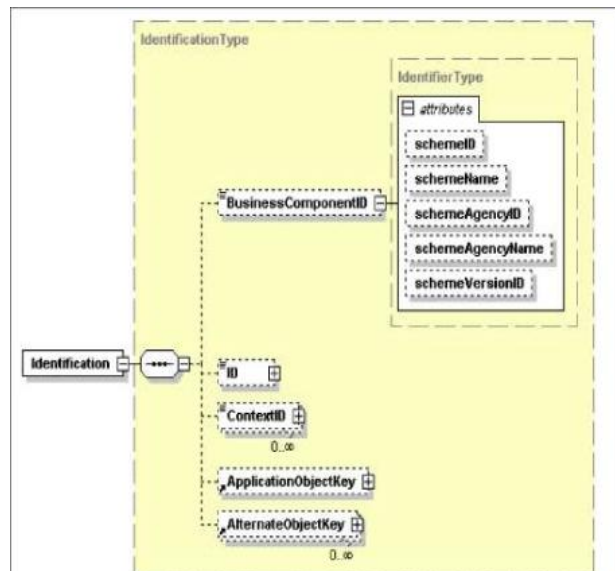 IdentificationType
IdentifierType
attributes
schemeID
schemeName
BusinessComponentID
schemeAgencyID
schemeAgencyName
schemeVersionID
Identification
ID
ContextID
0..∞
ApplicationObjectKey
AlternateObjectKey
0..∞